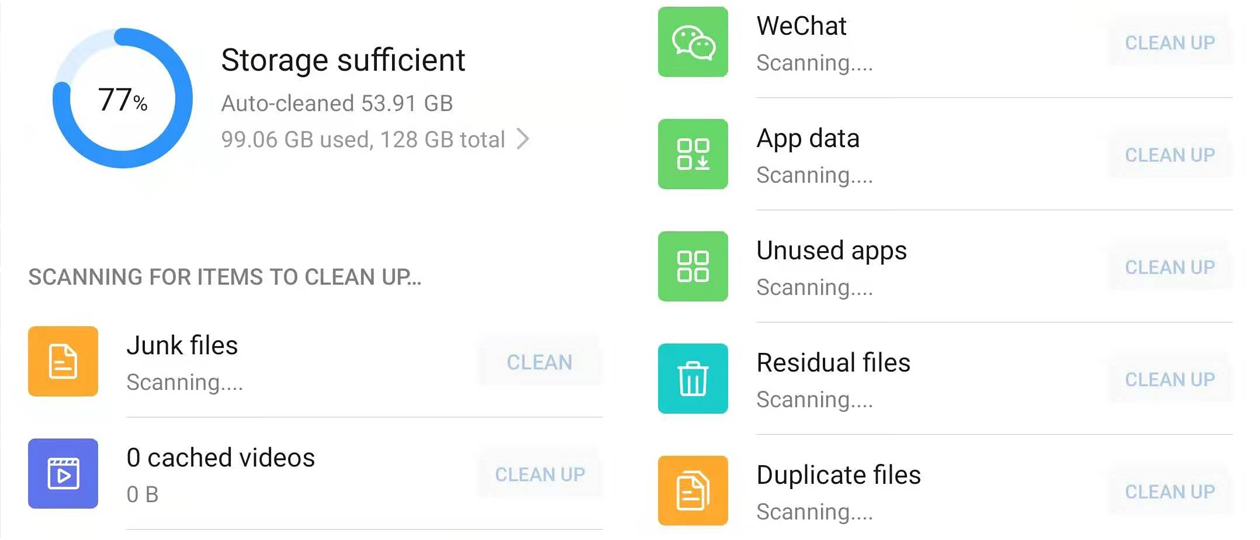 77%
Storage sufficient
Auto-cleaned 53.91 GB
99.06 GB used, 128 GB total
SCANNING FOR ITEMS TO CLEAN UP...
Junk files
Scanning....
CLEAN
0 cached videos
0 B
CLEAN UP
WeChat
Scanning....
CLEAN UP
App data
Scanning....
CLEAN UP
Unused apps
Scanning....
CLEAN UP
Residual files
Scanning....
CLEAN UP
Duplicate files
Scanning....
CLEAN UP